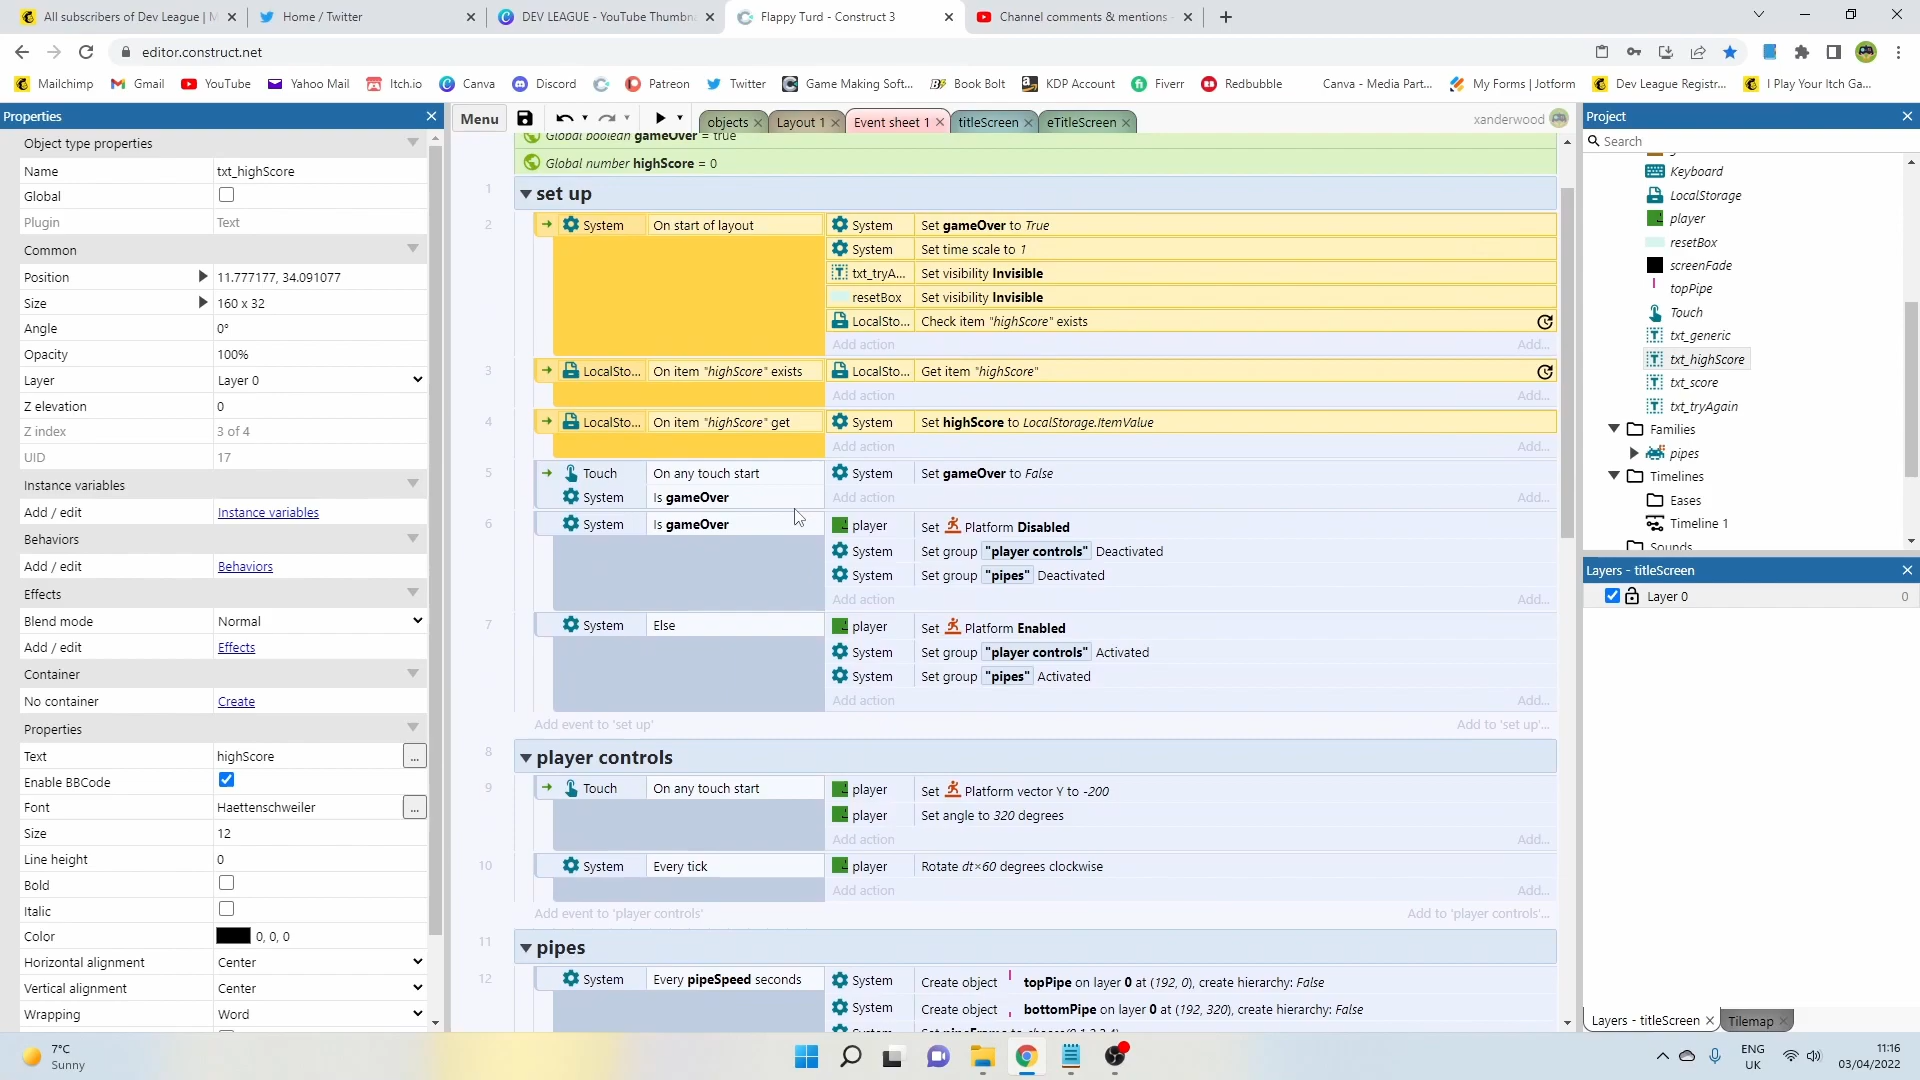 All subscribers of Dev League | M
Home / Twitter
DEV LEAGUE - YouTube Thumbn
Flappy Turd - Construct 3
Channel comments & mentions
editor.construct.net
Mailchimp
Gmail
YouTube
Yahoo Mail
Itch.io
Canva
Discord
Patreon
Twitter
Game Making Soft...
Book Bolt
KDP Account
Fiverr
Redbubble
Canva - Media Part...
My Forms | Jotform
Dev League Registr...
I Play Your Itch Ga...
Properties
Menu
objects
Layout 1
Event sheet 1
titleScreen
eTitleScreen
xanderwood
Project
Search
Object type properties
Name txt_highScore
Global
Plugin Text
Common
Position 11.777177, 34.091077
Size 160 x 32
Angle 0°
Opacity 100%
Layer Layer 0
Z elevation 0
Z index 3 of 4
UID 17
Instance variables
Add / edit Instance variables
Behaviors
Add / edit Behaviors
Effects
Blend mode Normal
Add / edit Effects
Container
No container Create
Properties
Text highScore ...
Enable BBCode
Font Haettenschweiler ...
Size 12
Line height 0
Bold
Italic
Color 0, 0, 0
Horizontal alignment Center
Vertical alignment Center
Wrapping Word
Global boolean gameOver = true
Global number highScore = 0
1 set up
2 System On start of layout System Set gameOver to True
System Set time scale to 1
txt_tryA... Set visibility Invisible
resetBox Set visibility Invisible
LocalSto... Check item "highScore" exists
Add action Add...
3 LocalSto... On item "highScore" exists LocalSto... Get item "highScore"
Add action Add...
4 LocalSto... On item "highScore" get System Set highScore to LocalStorage.ItemValue
Add action Add...
5 Touch On any touch start System Set gameOver to False
System Is gameOver Add action Add...
6 System Is gameOver player Set Platform Disabled
System Set group "player controls" Deactivated
System Set group "pipes" Deactivated
Add action Add...
7 System Else player Set Platform Enabled
System Set group "player controls" Activated
System Set group "pipes" Activated
Add action Add...
Add event to 'set up' Add to 'set up'...
8 player controls
9 Touch On any touch start player Set Platform vector Y to -200
player Set angle to 320 degrees
Add action Add...
10 System Every tick player Rotate dt×60 degrees clockwise
Add action Add...
Add event to 'player controls' Add to 'player controls'...
11 pipes
12 System Every pipeSpeed seconds System Create object topPipe on layer 0 at (192, 0), create hierarchy: False
System Create object bottomPipe on layer 0 at (192, 320), create hierarchy: False
Keyboard
LocalStorage
player
resetBox
screenFade
topPipe
Touch
txt_generic
txt_highScore
txt_score
txt_tryAgain
Families
pipes
Timelines
Eases
Timeline 1
Sounds
Layers - titleScreen
Layer 0 0
Layers - titleScreen
Tilemap
7°C
Sunny
ENG
UK
11:16
03/04/2022